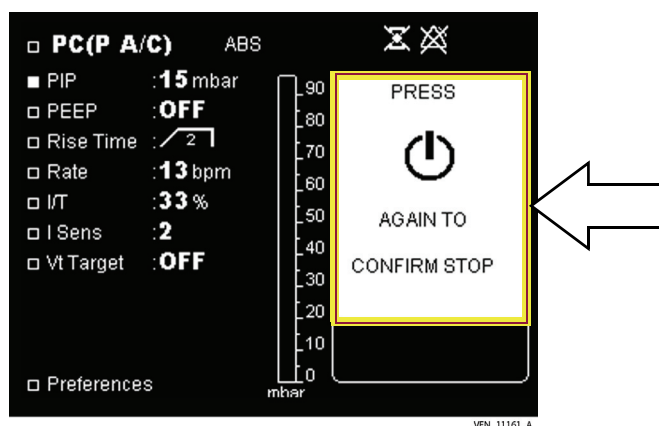 PC(P A/C) ABS
PIP :15 mbar
PEEP :OFF
Rise Time : 2
Rate :13 bpm
I/T :33 %
I Sens :2
Vt Target :OFF
Preferences
90
80
70
60
50
40
30
20
10
0
mbar
PRESS
AGAIN TO
CONFIRM STOP
VEN_11161_A